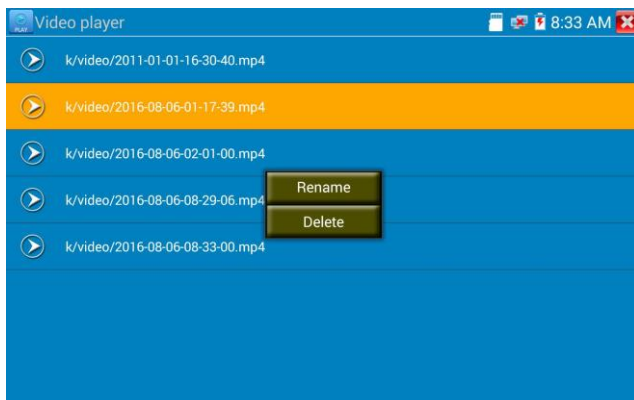 PLAY
Video player
8:33 AM
k/video/2011-01-01-16-30-40.mp4
k/video/2016-08-06-01-17-39.mp4
k/video/2016-08-06-02-01-00.mp4
Rename
k/video/2016-08-06-08-29-06.mp4
Delete
k/video/2016-08-06-08-33-00.mp4